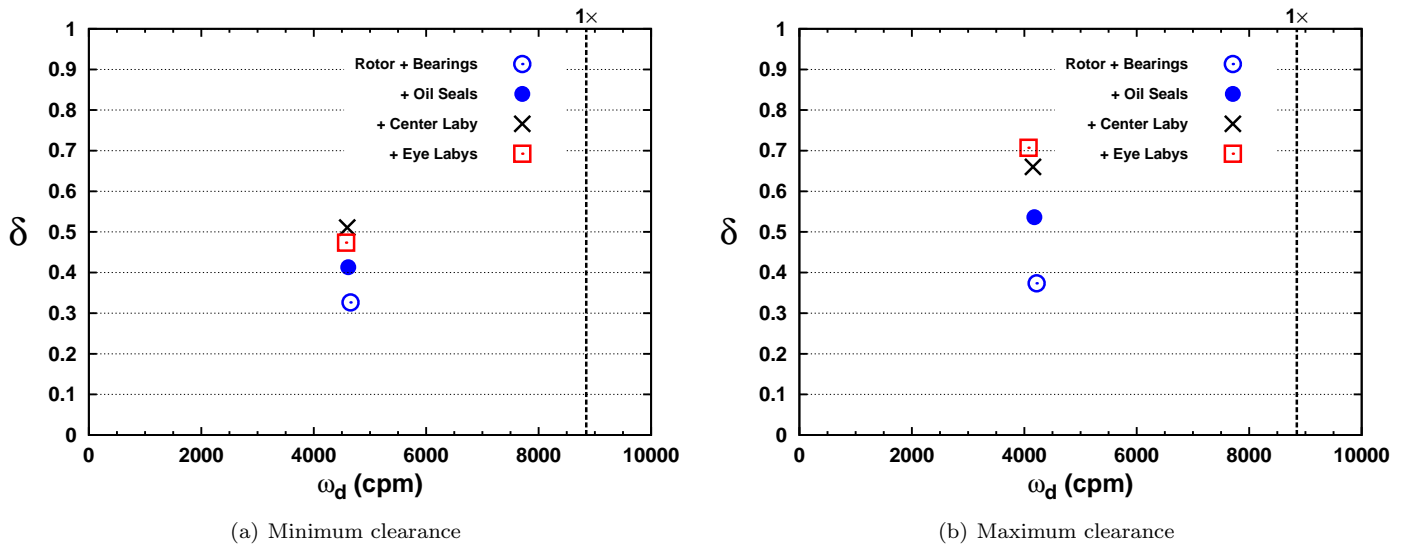 1×
1
0.9
0.8
0.7
0.6
0.5
0.4
0.3
0.2
0.1
0
δ
Rotor + Bearings
+ Oil Seals
+ Center Laby
+ Eye Labys
0 2000 4000 6000 8000 10000
ω_d (cpm)
(a) Minimum clearance
1×
1
0.9
0.8
0.7
0.6
0.5
0.4
0.3
0.2
0.1
0
δ
Rotor + Bearings
+ Oil Seals
+ Center Laby
+ Eye Labys
0 2000 4000 6000 8000 10000
ω_d (cpm)
(b) Maximum clearance